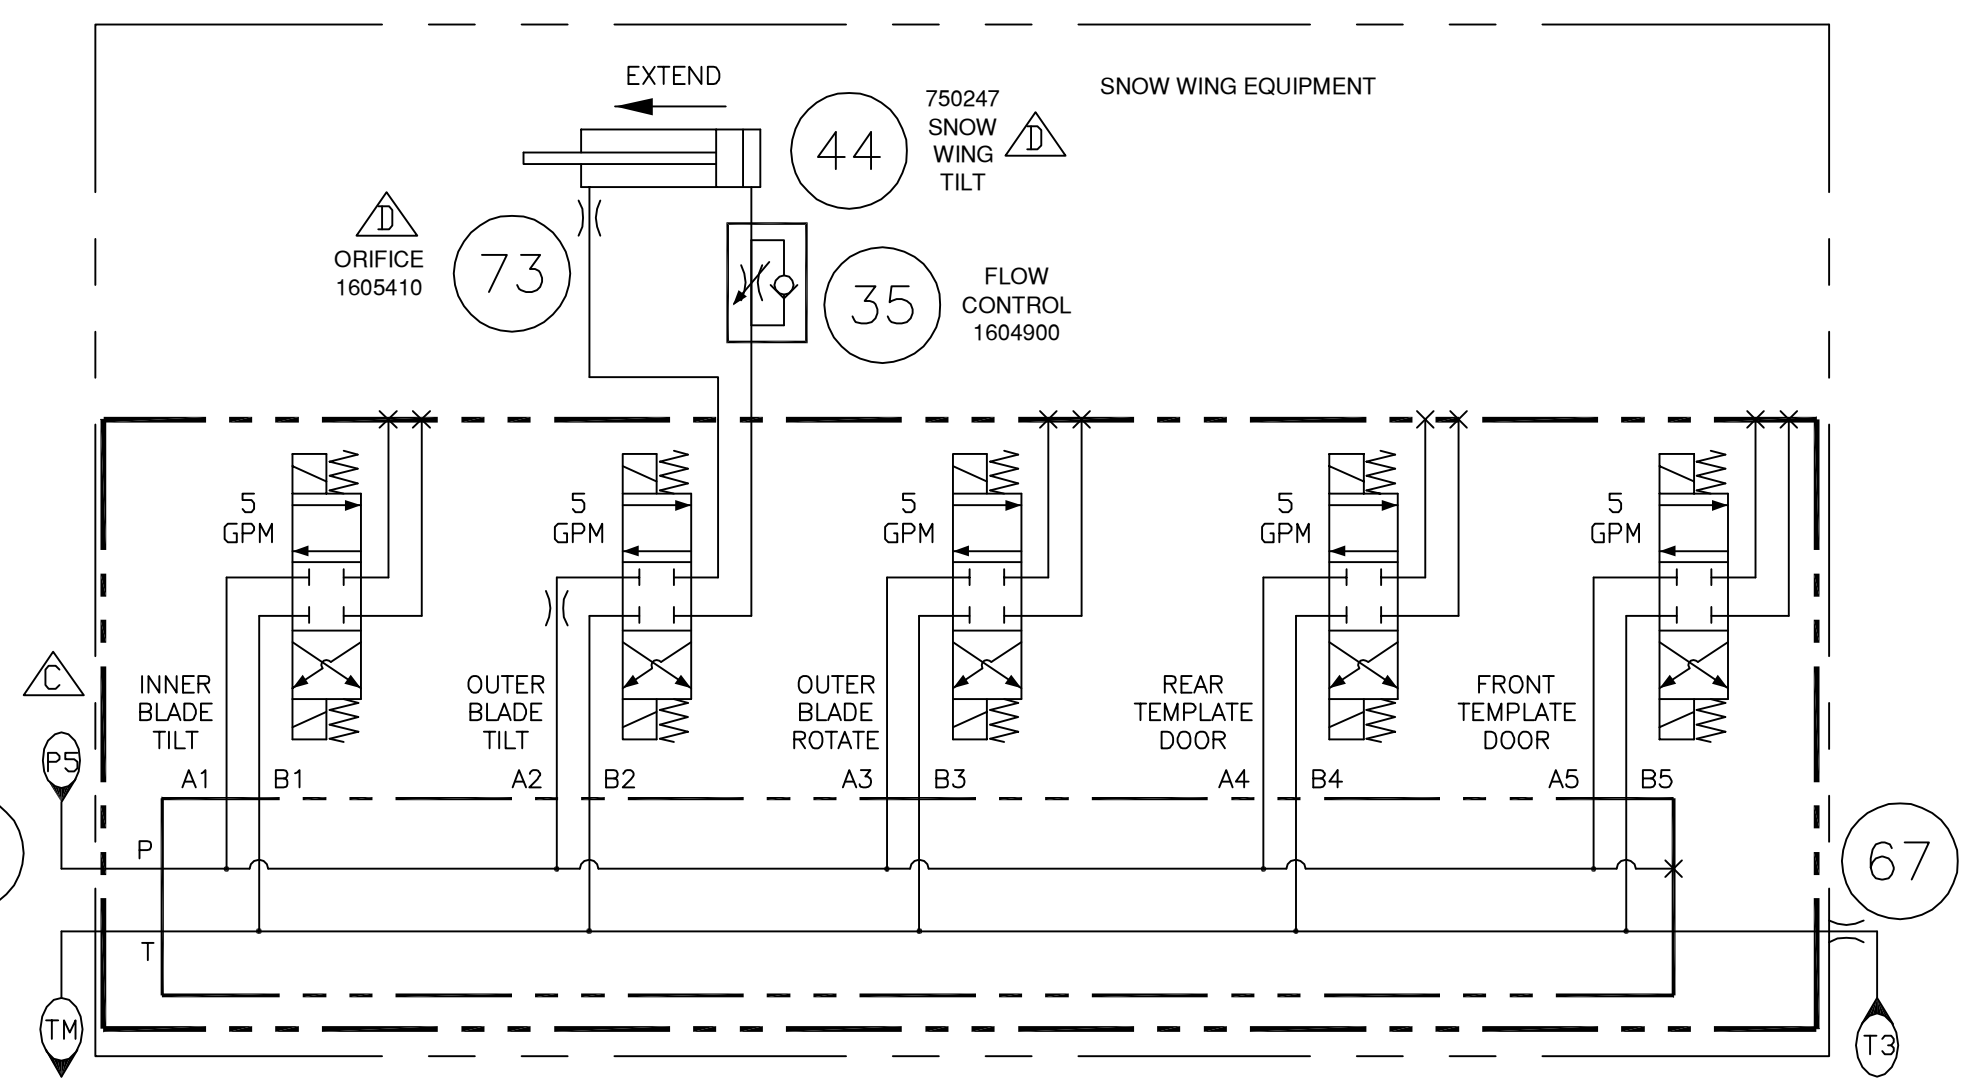 EXTEND
SNOW WING EQUIPMENT
44
750247
SNOW
WING
TILT
D
D
ORIFICE
1605410
73
35
FLOW
CONTROL
1604900
5
GPM
5
GPM
5
GPM
5
GPM
5
GPM
C
INNER
BLADE
TILT
OUTER
BLADE
TILT
OUTER
BLADE
ROTATE
REAR
TEMPLATE
DOOR
FRONT
TEMPLATE
DOOR
P5
A1 B1 A2 B2 A3 B3 A4 B4 A5 B5
P
67
T
TM
T3